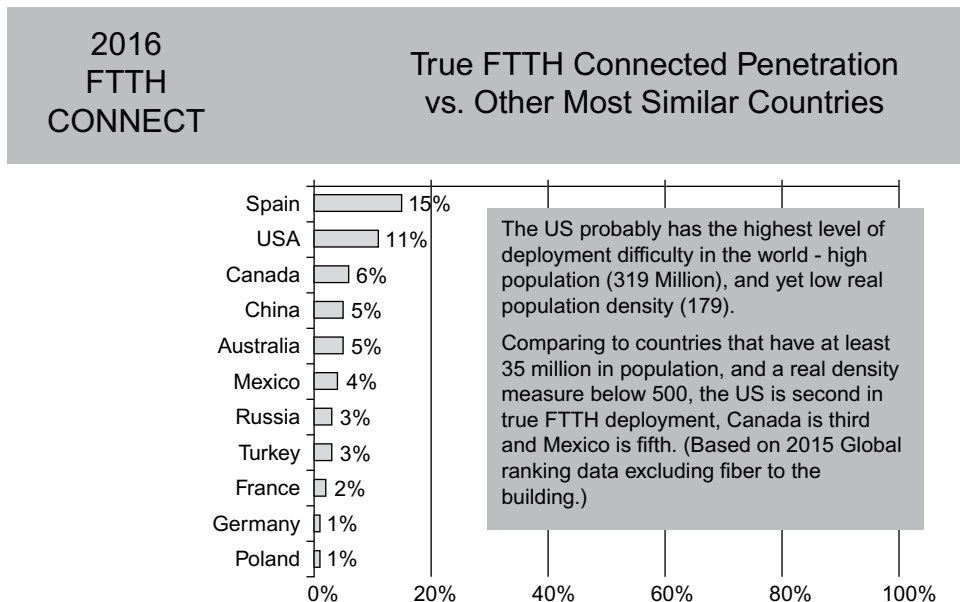 2016
FTTH
CONNECT
True FTTH Connected Penetration
vs. Other Most Similar Countries
Spain 15%
USA 11%
Canada 6%
China 5%
Australia 5%
Mexico 4%
Russia 3%
Turkey 3%
France 2%
Germany 1%
Poland 1%
0% 20% 40% 60% 80% 100%
The US probably has the highest level of
deployment difficulty in the world - high
population (319 Million), and yet low real
population density (179).
Comparing to countries that have at least
35 million in population, and a real density
measure below 500, the US is second in
true FTTH deployment, Canada is third
and Mexico is fifth. (Based on 2015 Global
ranking data excluding fiber to the
building.)